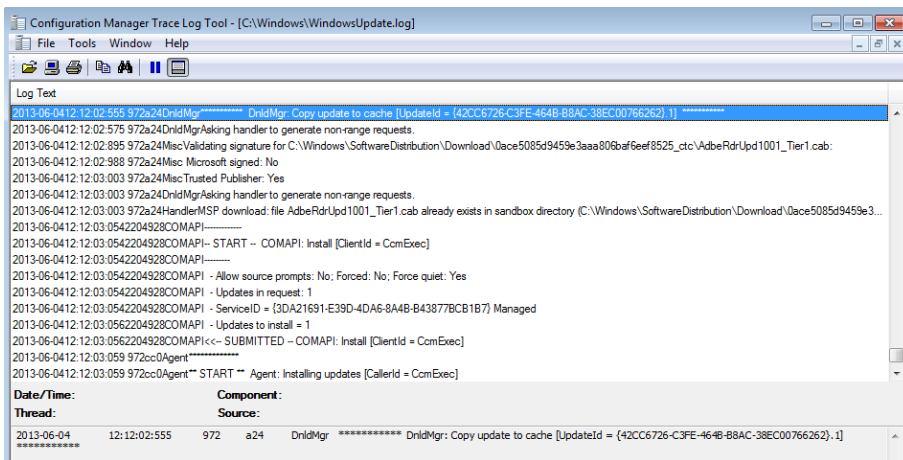 Configuration Manager Trace Log Tool - [C:\Windows\WindowsUpdate.log]
File Tools Window Help
Log Text
2013-06-0412:12:02:555 972a24DnldMgr*********** DnldMgr: Copy update to cache [UpdateId = {42CC6726-C3FE-464B-B8AC-38EC00766262}.1] ***********
2013-06-0412:12:02:575 972a24DnldMgrAsking handler to generate non-range requests.
2013-06-0412:12:02:895 972a24MiscValidating signature for C:\Windows\SoftwareDistribution\Download\0ace5085d9459e3aaa806baf6eef8525_ctc\AdbeRdrUpd1001_Tier1.cab:
2013-06-0412:12:02:988 972a24Misc Microsoft signed: No
2013-06-0412:12:03:003 972a24MiscTrusted Publisher: Yes
2013-06-0412:12:03:003 972a24DnldMgrAsking handler to generate non-range requests.
2013-06-0412:12:03:003 972a24HandlerMSP download: file AdbeRdrUpd1001_Tier1.cab already exists in sandbox directory (C:\Windows\SoftwareDistribution\Download\0ace5085d9459e3...
2013-06-0412:12:03:0542204928COMAPI-------------
2013-06-0412:12:03:0542204928COMAPI-- START -- COMAPI: Install [ClientId = CcmExec]
2013-06-0412:12:03:0542204928COMAPI---------
2013-06-0412:12:03:0542204928COMAPI - Allow source prompts: No; Forced: No; Force quiet: Yes
2013-06-0412:12:03:0542204928COMAPI - Updates in request: 1
2013-06-0412:12:03:0542204928COMAPI - ServiceID = {3DA21691-E39D-4DA6-8A4B-B43877BCB1B7} Managed
2013-06-0412:12:03:0562204928COMAPI - Updates to install = 1
2013-06-0412:12:03:0562204928COMAPI<<-- SUBMITTED -- COMAPI: Install [ClientId = CcmExec]
2013-06-0412:12:03:059 972cc0Agent*************
2013-06-0412:12:03:059 972cc0Agent** START ** Agent: Installing updates [CallerId = CcmExec]
Date/Time: Component:
Thread: Source:
2013-06-04 12:12:02:555 972 a24 DnldMgr *********** DnldMgr: Copy update to cache [UpdateId = {42CC6726-C3FE-464B-B8AC-38EC00766262}.1]
***********